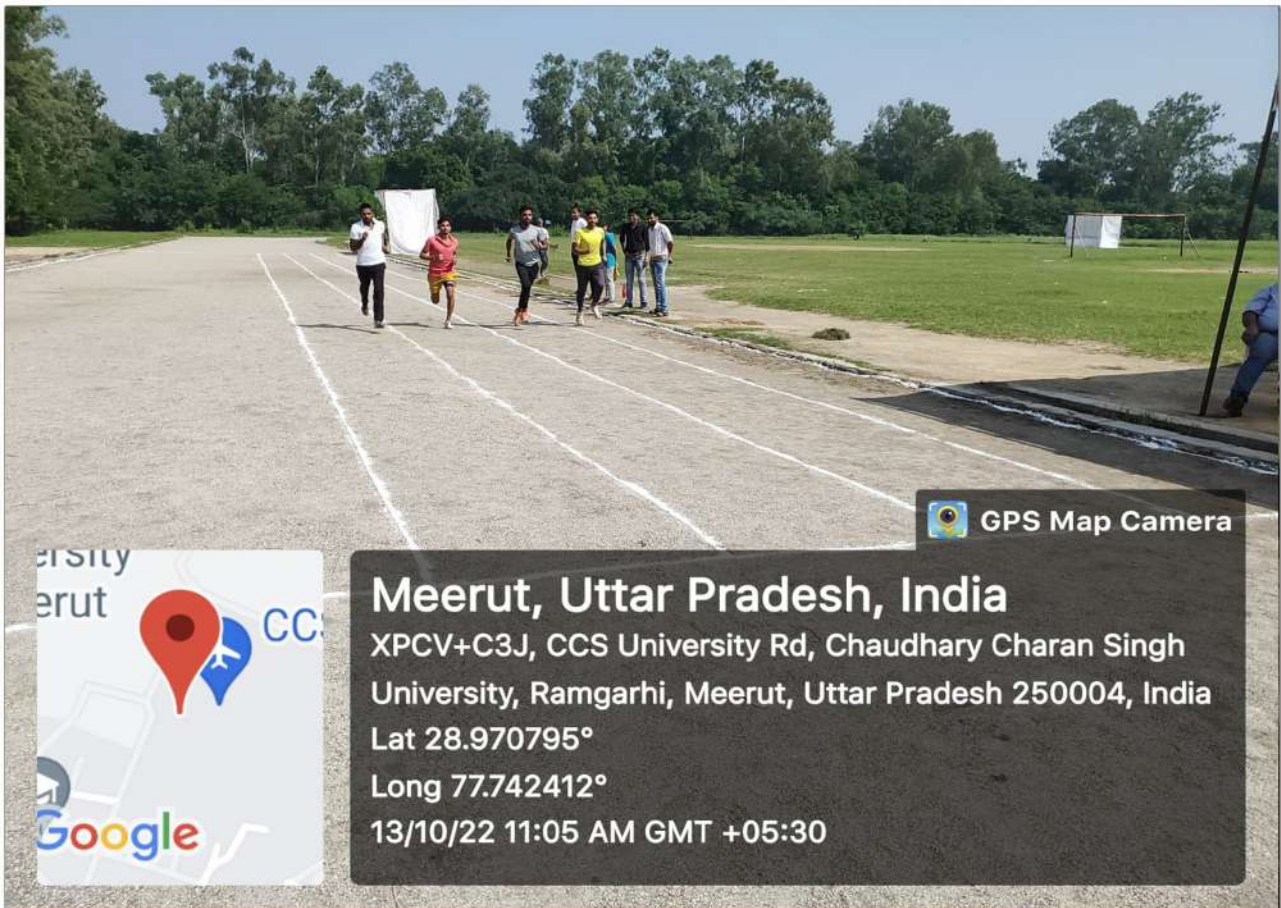 GPS Map Camera
Meerut, Uttar Pradesh, India
XPCV+C3J, CCS University Rd, Chaudhary Charan Singh
University, Ramgarhi, Meerut, Uttar Pradesh 250004, India
Lat 28.970795°
Long 77.742412°
13/10/22 11:05 AM GMT +05:30
ersity
erut
CCS
Google